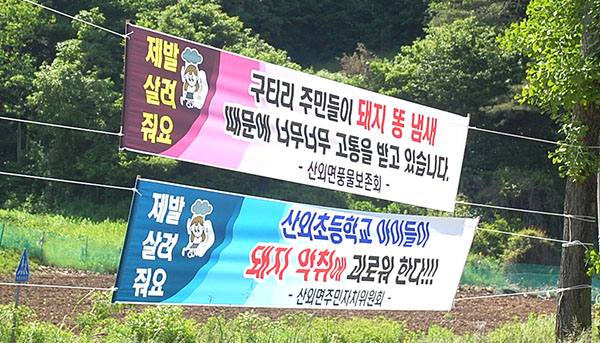 제발
살려
줘요
구티리 주민들이 돼지 똥 냄새
때문에 너무너무 고통을 받고 있습니다.
- 산외면풍물보존회 -
제발
살려
줘요
산외초등학교 아이들이
돼지 악취에 괴로워 한다!!!
- 산외면주민자치위원회 -